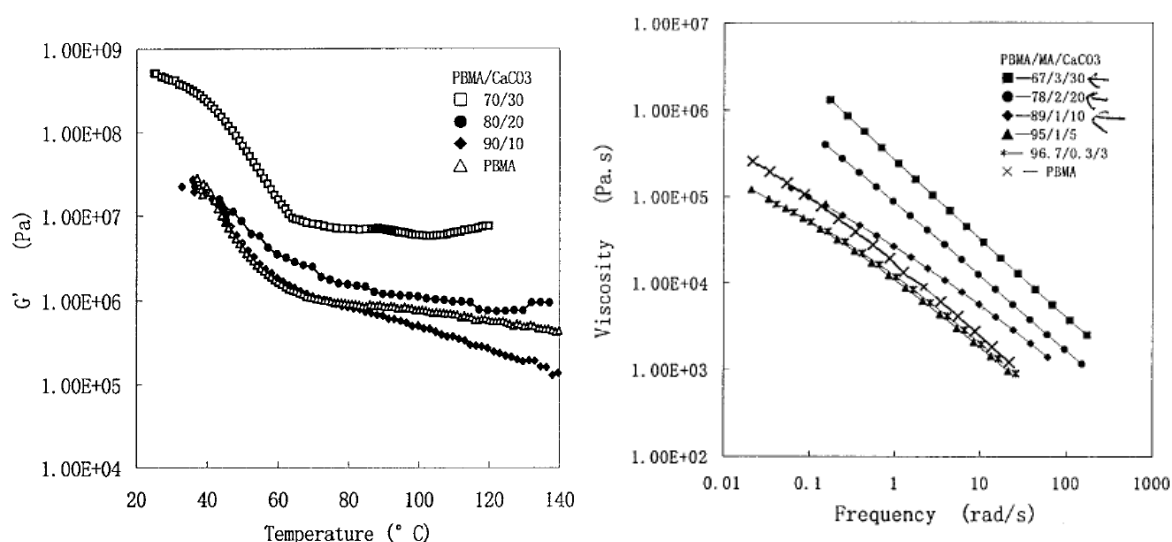 1.00E+09
1.00E+08
1.00E+07
1.00E+06
1.00E+05
1.00E+04
G' (Pa)
20 40 60 80 100 120 140
Temperature (° C)
PBMA/CaCO3
70/30
80/20
90/10
PBMA
1.00E+07
1.00E+06
1.00E+05
1.00E+04
1.00E+03
1.00E+02
Viscosity (Pa.s)
0.01 0.1 1 10 100 1000
Frequency (rad/s)
PBMA/MA/CaCO3
67/3/30
78/2/20
89/1/10
95/1/5
96.7/0.3/3
PBMA